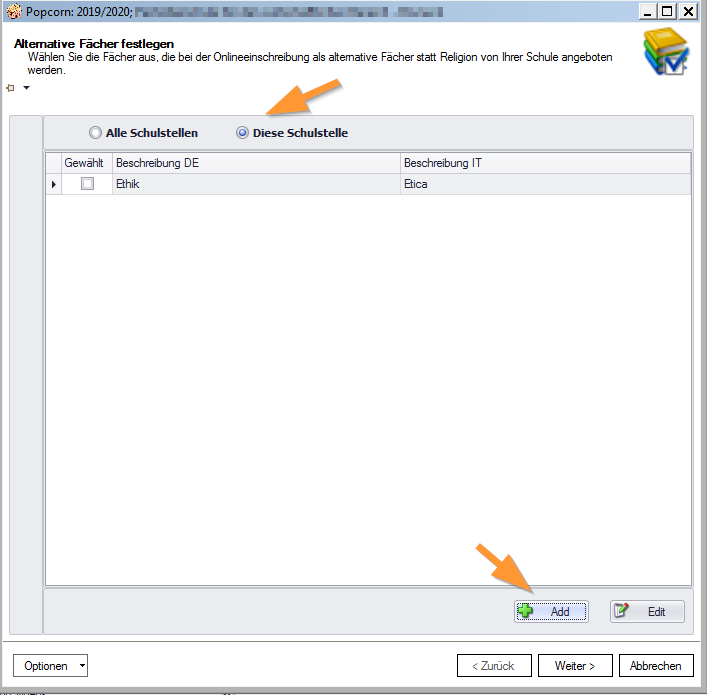 Popcorn: 2019/2020;
Alternative Fächer festlegen
Wählen Sie die Fächer aus, die bei der Onlineeinschreibung als alternative Fächer statt Religion von Ihrer Schule angeboten
werden.
Alle Schulstellen Diese Schulstelle
Gewählt Beschreibung DE Beschreibung IT
Ethik Etica
Add Edit
Optionen < Zurück Weiter > Abbrechen